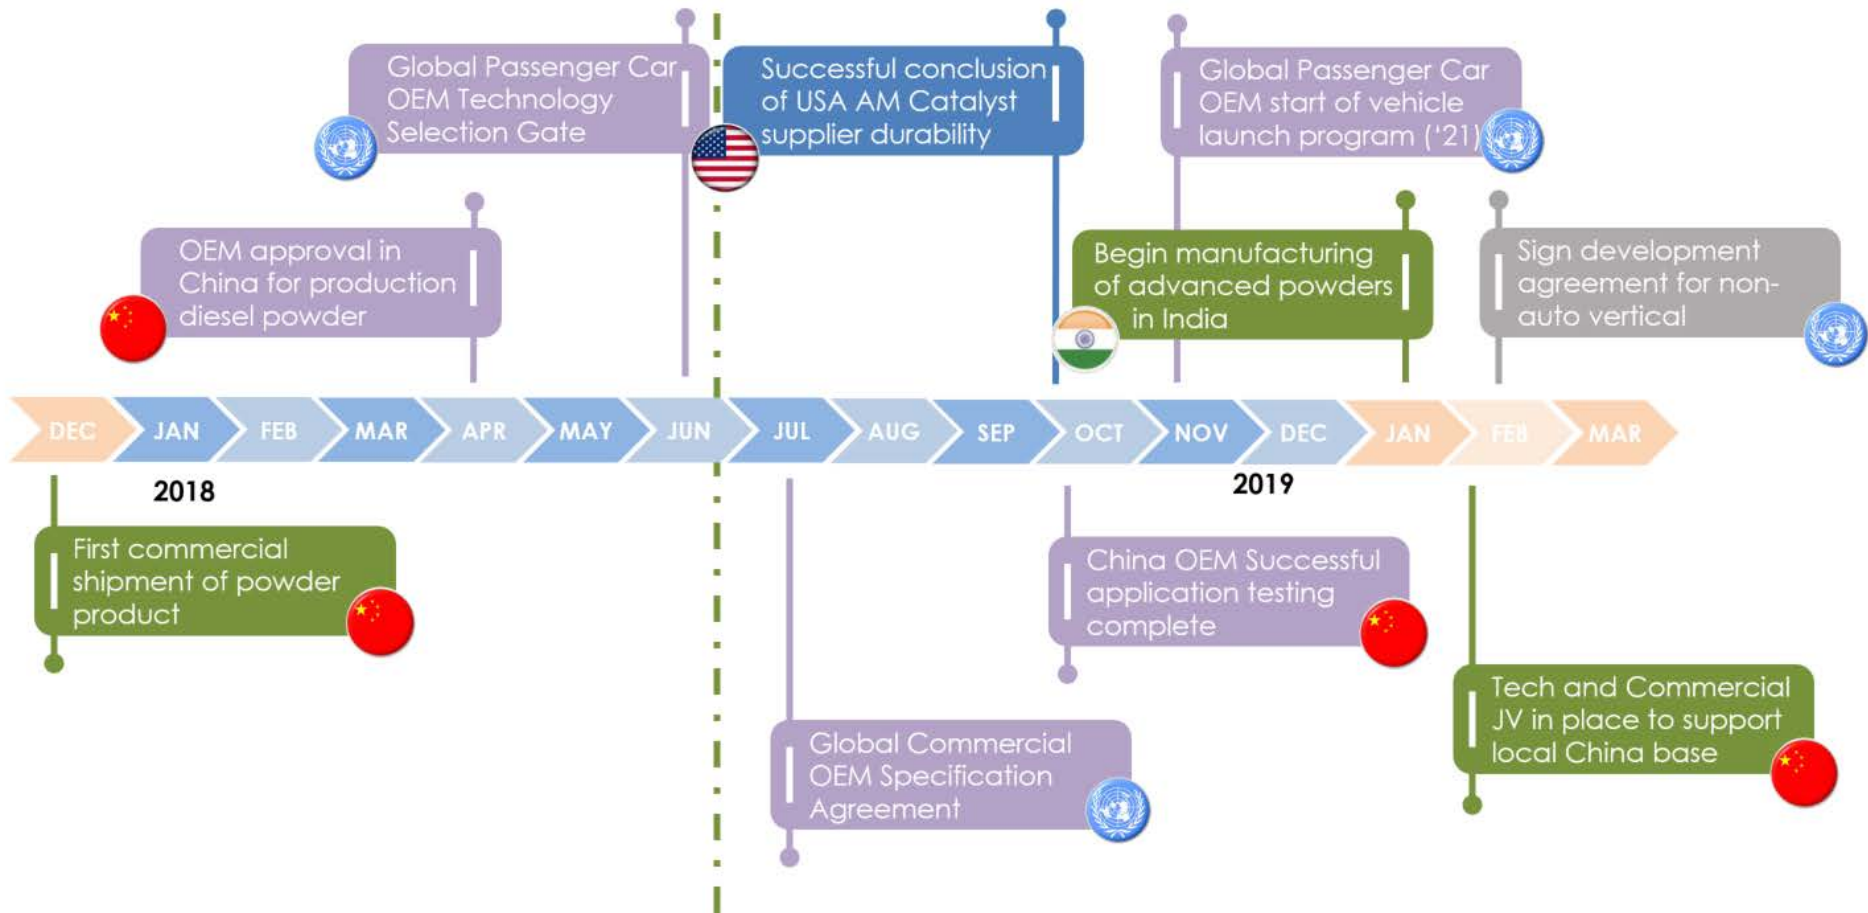 Global Passenger Car
OEM Technology
Selection Gate
Successful conclusion
of USA AM Catalyst
supplier durability
Global Passenger Car
OEM start of vehicle
launch program (‘21)
OEM approval in
China for production
diesel powder
Begin manufacturing
of advanced powders
in India
Sign development
agreement for non-
auto vertical
DEC JAN FEB MAR APR MAY JUN JUL AUG SEP OCT NOV DEC JAN FEB MAR
2018 2019
First commercial
shipment of powder
product
China OEM Successful
application testing
complete
Tech and Commercial
JV in place to support
local China base
Global Commercial
OEM Specification
Agreement